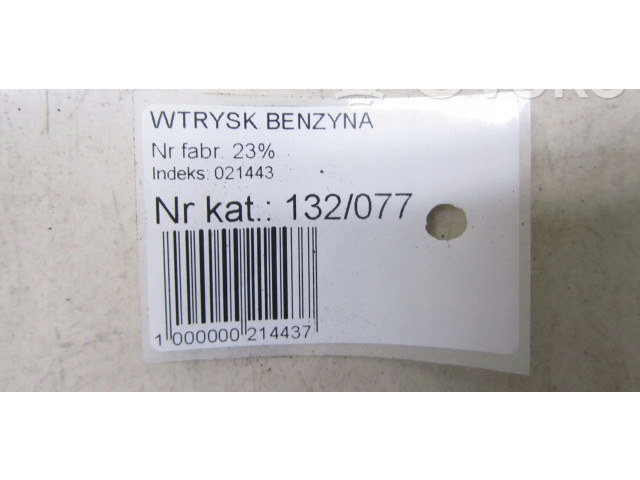 WTRYSK BENZYNA
Nr fabr. 23%
Indeks: 021443
Nr kat.: 132/077
1 000000 214437